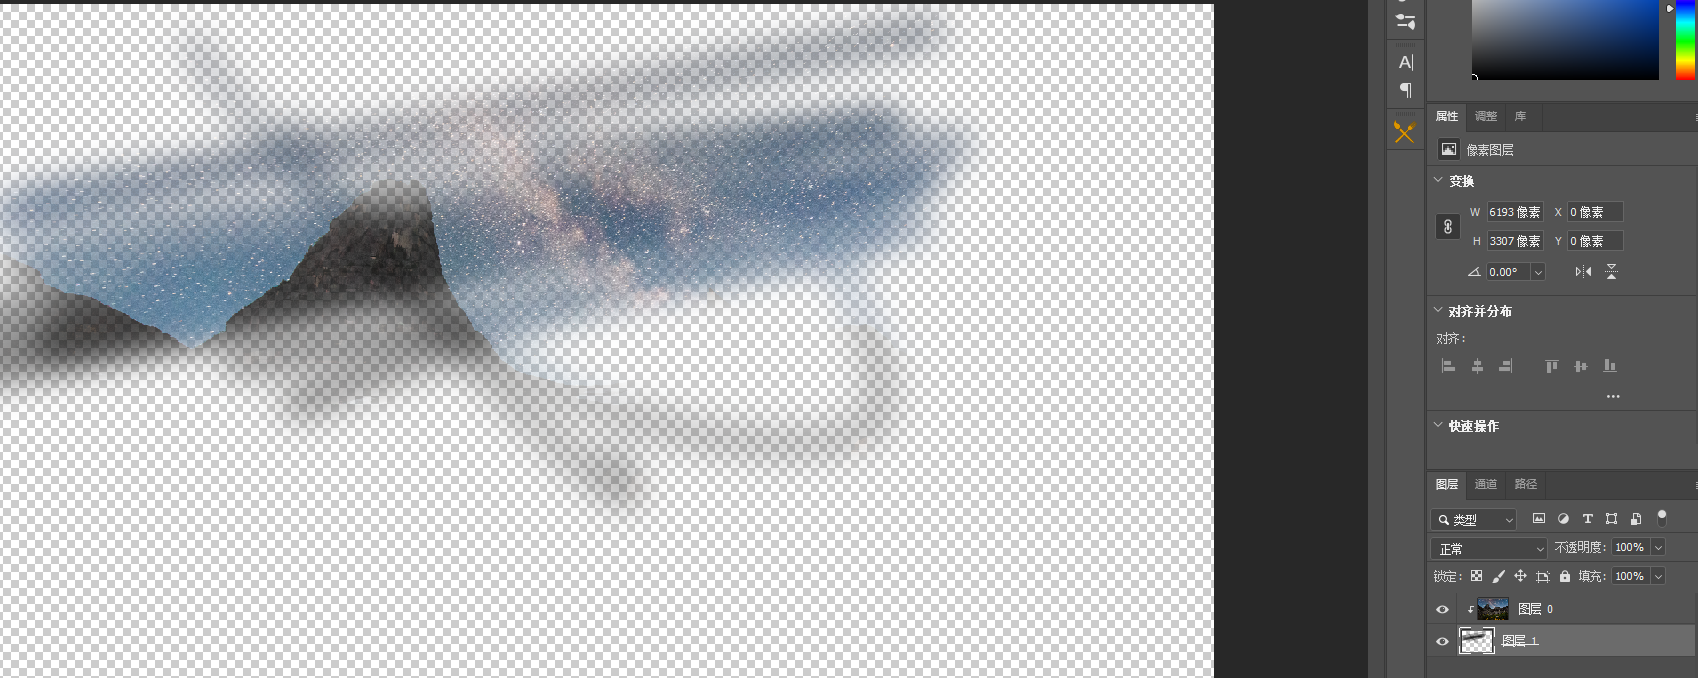 A|
属性 调整 库
像素图层
变换
W 6193 像素 X 0 像素
H 3307 像素 Y 0 像素
0.00°
对齐并分布
对齐：
快速操作
图层 通道 路径
类型
T
正常 不透明度： 100%
锁定： 填充： 100%
图层 0
图层 1